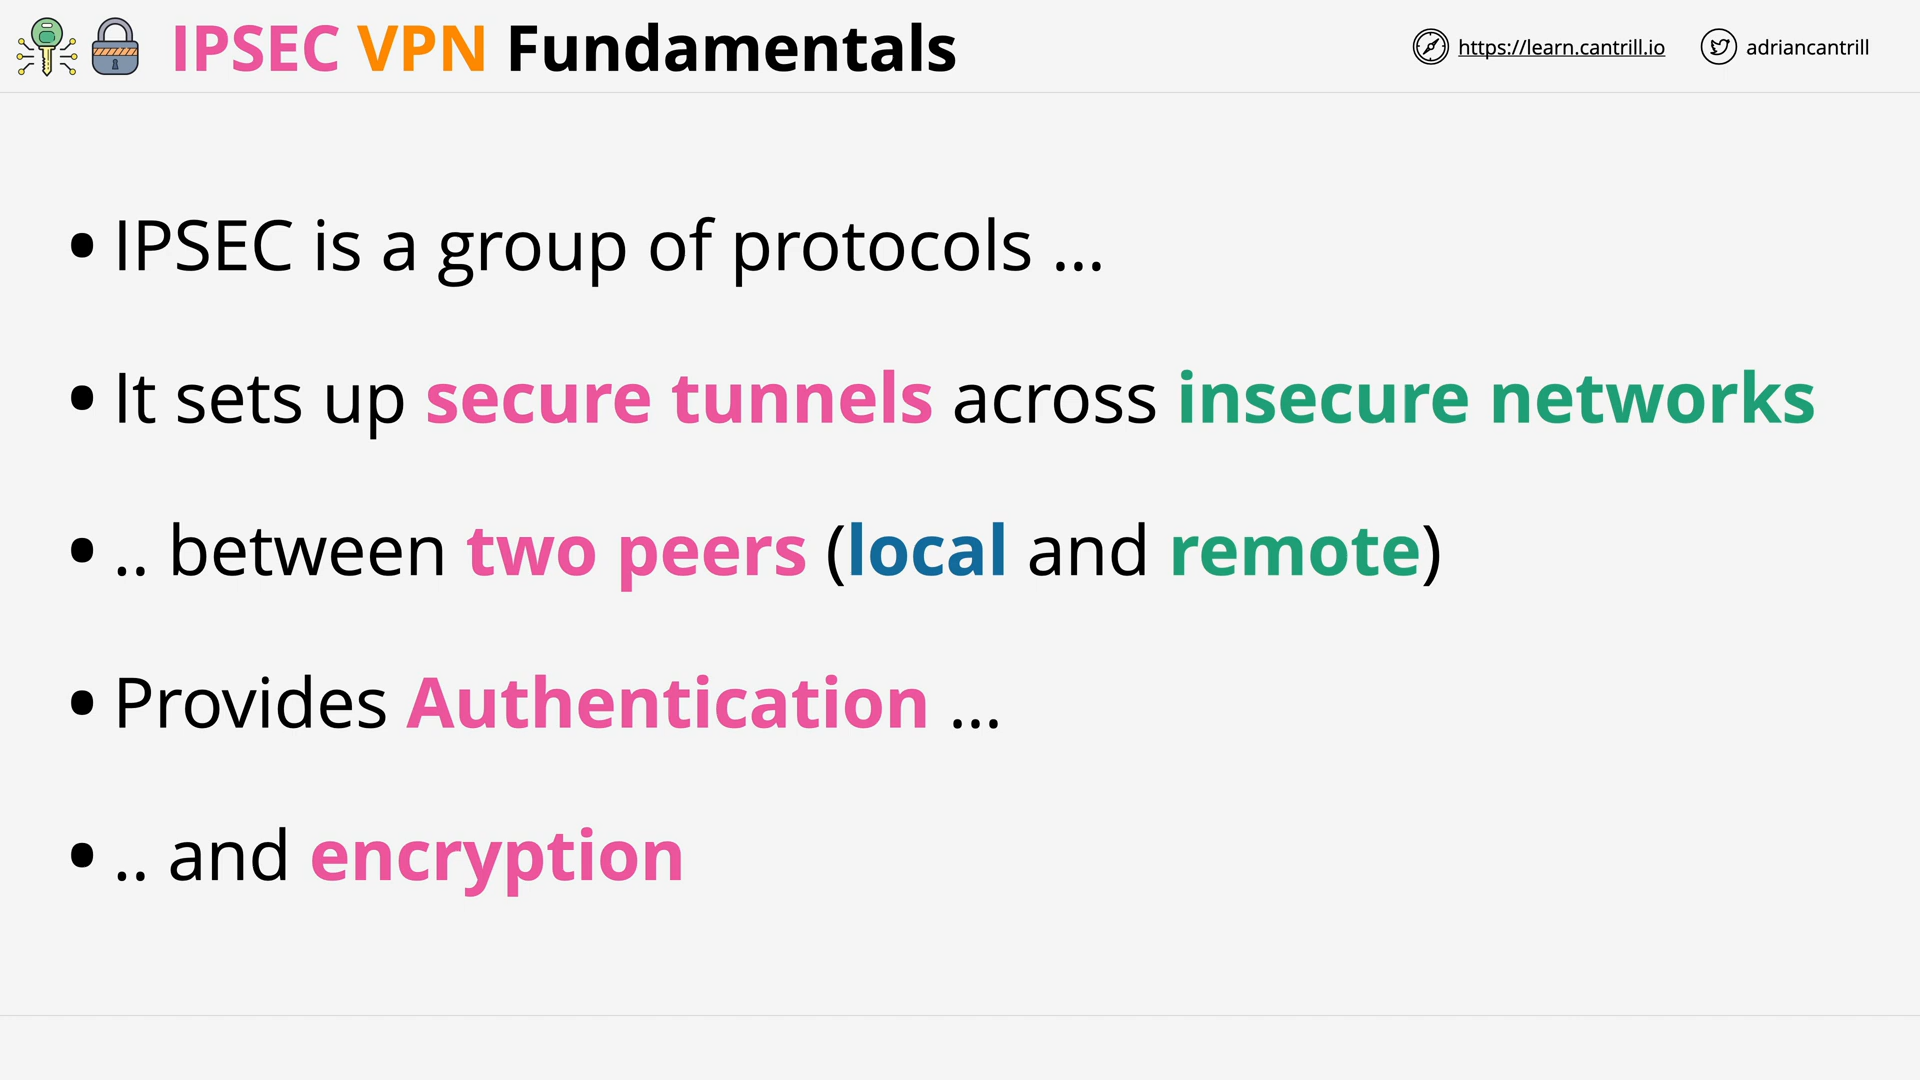 IPSEC VPN Fundamentals
https://learn.cantrill.io
adriancantrill
• IPSEC is a group of protocols ...
• It sets up secure tunnels across insecure networks
• .. between two peers (local and remote)
• Provides Authentication ...
• .. and encryption